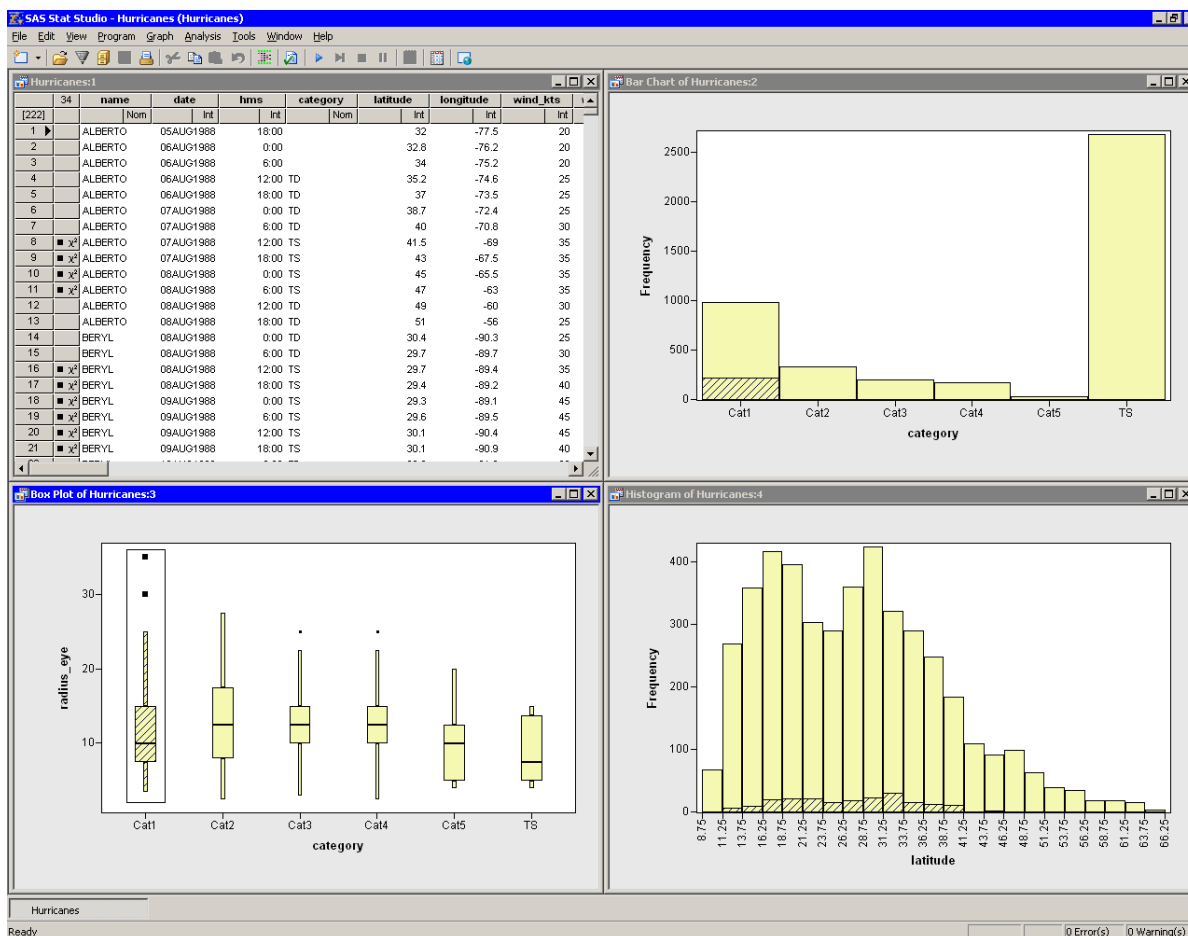 SAS Stat Studio - Hurricanes (Hurricanes)
File Edit View Program Graph Analysis Tools Window Help
Hurricanes:1
34 name date hms category latitude longitude wind_kts
[222] Nom Int Int Nom Int Int Int
1 ALBERTO 05AUG1988 18:00 32 -77.5 20
2 ALBERTO 06AUG1988 0:00 32.8 -76.2 20
3 ALBERTO 06AUG1988 6:00 34 -75.2 20
4 ALBERTO 06AUG1988 12:00 TD 35.2 -74.6 25
5 ALBERTO 06AUG1988 18:00 TD 37 -73.5 25
6 ALBERTO 07AUG1988 0:00 TD 38.7 -72.4 25
7 ALBERTO 07AUG1988 6:00 TD 40 -70.8 30
8 χ² ALBERTO 07AUG1988 12:00 TS 41.5 -69 35
9 χ² ALBERTO 07AUG1988 18:00 TS 43 -67.5 35
10 χ² ALBERTO 08AUG1988 0:00 TS 45 -65.5 35
11 χ² ALBERTO 08AUG1988 6:00 TS 47 -63 35
12 ALBERTO 08AUG1988 12:00 TD 49 -60 30
13 ALBERTO 08AUG1988 18:00 TD 51 -56 25
14 BERYL 08AUG1988 0:00 TD 30.4 -90.3 25
15 BERYL 08AUG1988 6:00 TD 29.7 -89.7 30
16 χ² BERYL 08AUG1988 12:00 TS 29.7 -89.4 35
17 χ² BERYL 08AUG1988 18:00 TS 29.4 -89.2 40
18 χ² BERYL 09AUG1988 0:00 TS 29.3 -89.1 45
19 χ² BERYL 09AUG1988 6:00 TS 29.6 -89.5 45
20 χ² BERYL 09AUG1988 12:00 TS 30.1 -90.4 45
21 χ² BERYL 09AUG1988 18:00 TS 30.1 -90.9 40
Bar Chart of Hurricanes:2
2500
2000
1500
1000
500
0
Frequency
Cat1 Cat2 Cat3 Cat4 Cat5 TS
category
Box Plot of Hurricanes:3
30
20
10
radius_eye
Cat1 Cat2 Cat3 Cat4 Cat5 TS
category
Histogram of Hurricanes:4
400
300
200
100
0
Frequency
8.75 11.25 13.75 16.25 18.75 21.25 23.75 26.25 28.75 31.25 33.75 36.25 38.75 41.25 43.75 46.25 48.75 51.25 53.75 56.25 58.75 61.25 63.75 66.25
latitude
Hurricanes
Ready
0 Error(s) 0 Warning(s)